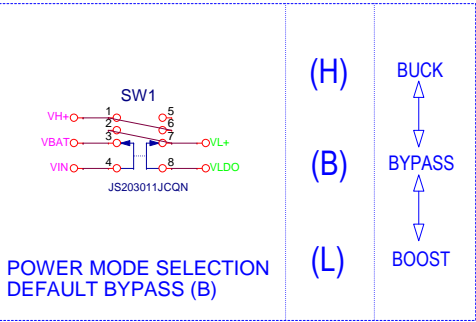 SW1
VH+ 1 5
2 6
VBAT 3 7 VL+
VIN 4 8 VLDO
JS203011JCQN
POWER MODE SELECTION
DEFAULT BYPASS (B)
(H) BUCK
(B) BYPASS
(L) BOOST